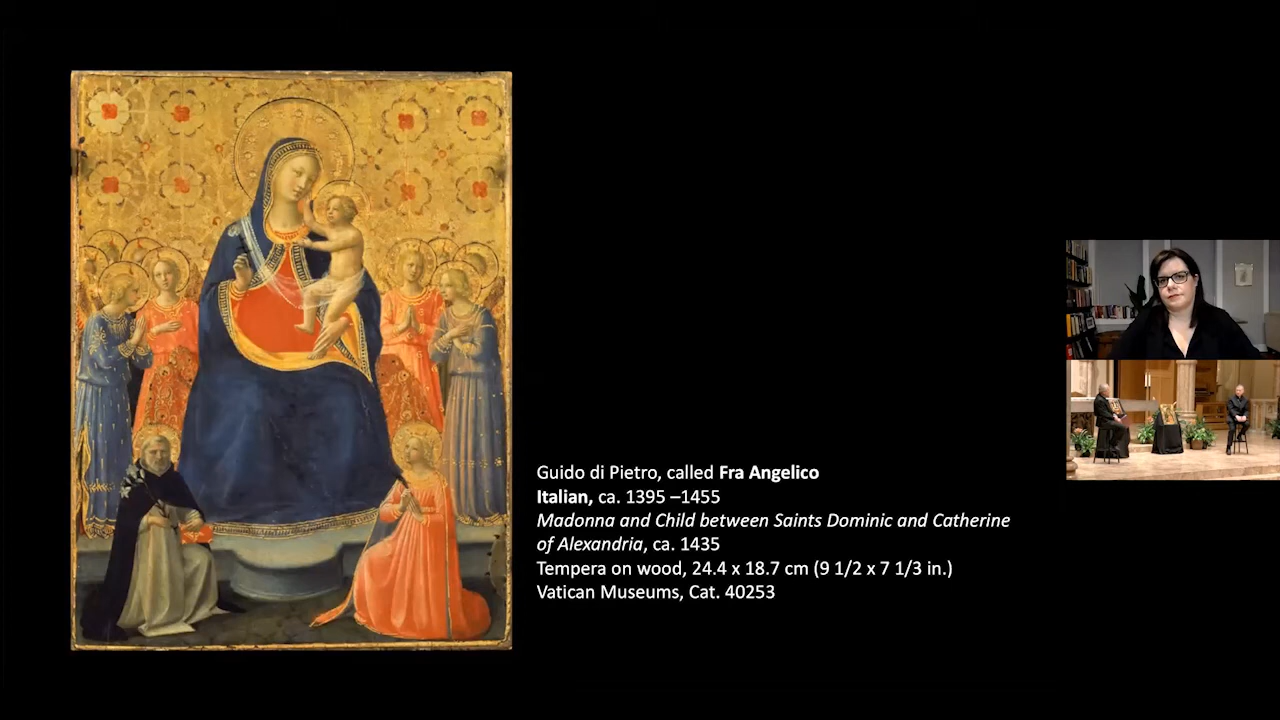 Guido di Pietro, called Fra Angelico
Italian, ca. 1395 –1455
Madonna and Child between Saints Dominic and Catherine
of Alexandria, ca. 1435
Tempera on wood, 24.4 x 18.7 cm (9 1/2 x 7 1/3 in.)
Vatican Museums, Cat. 40253